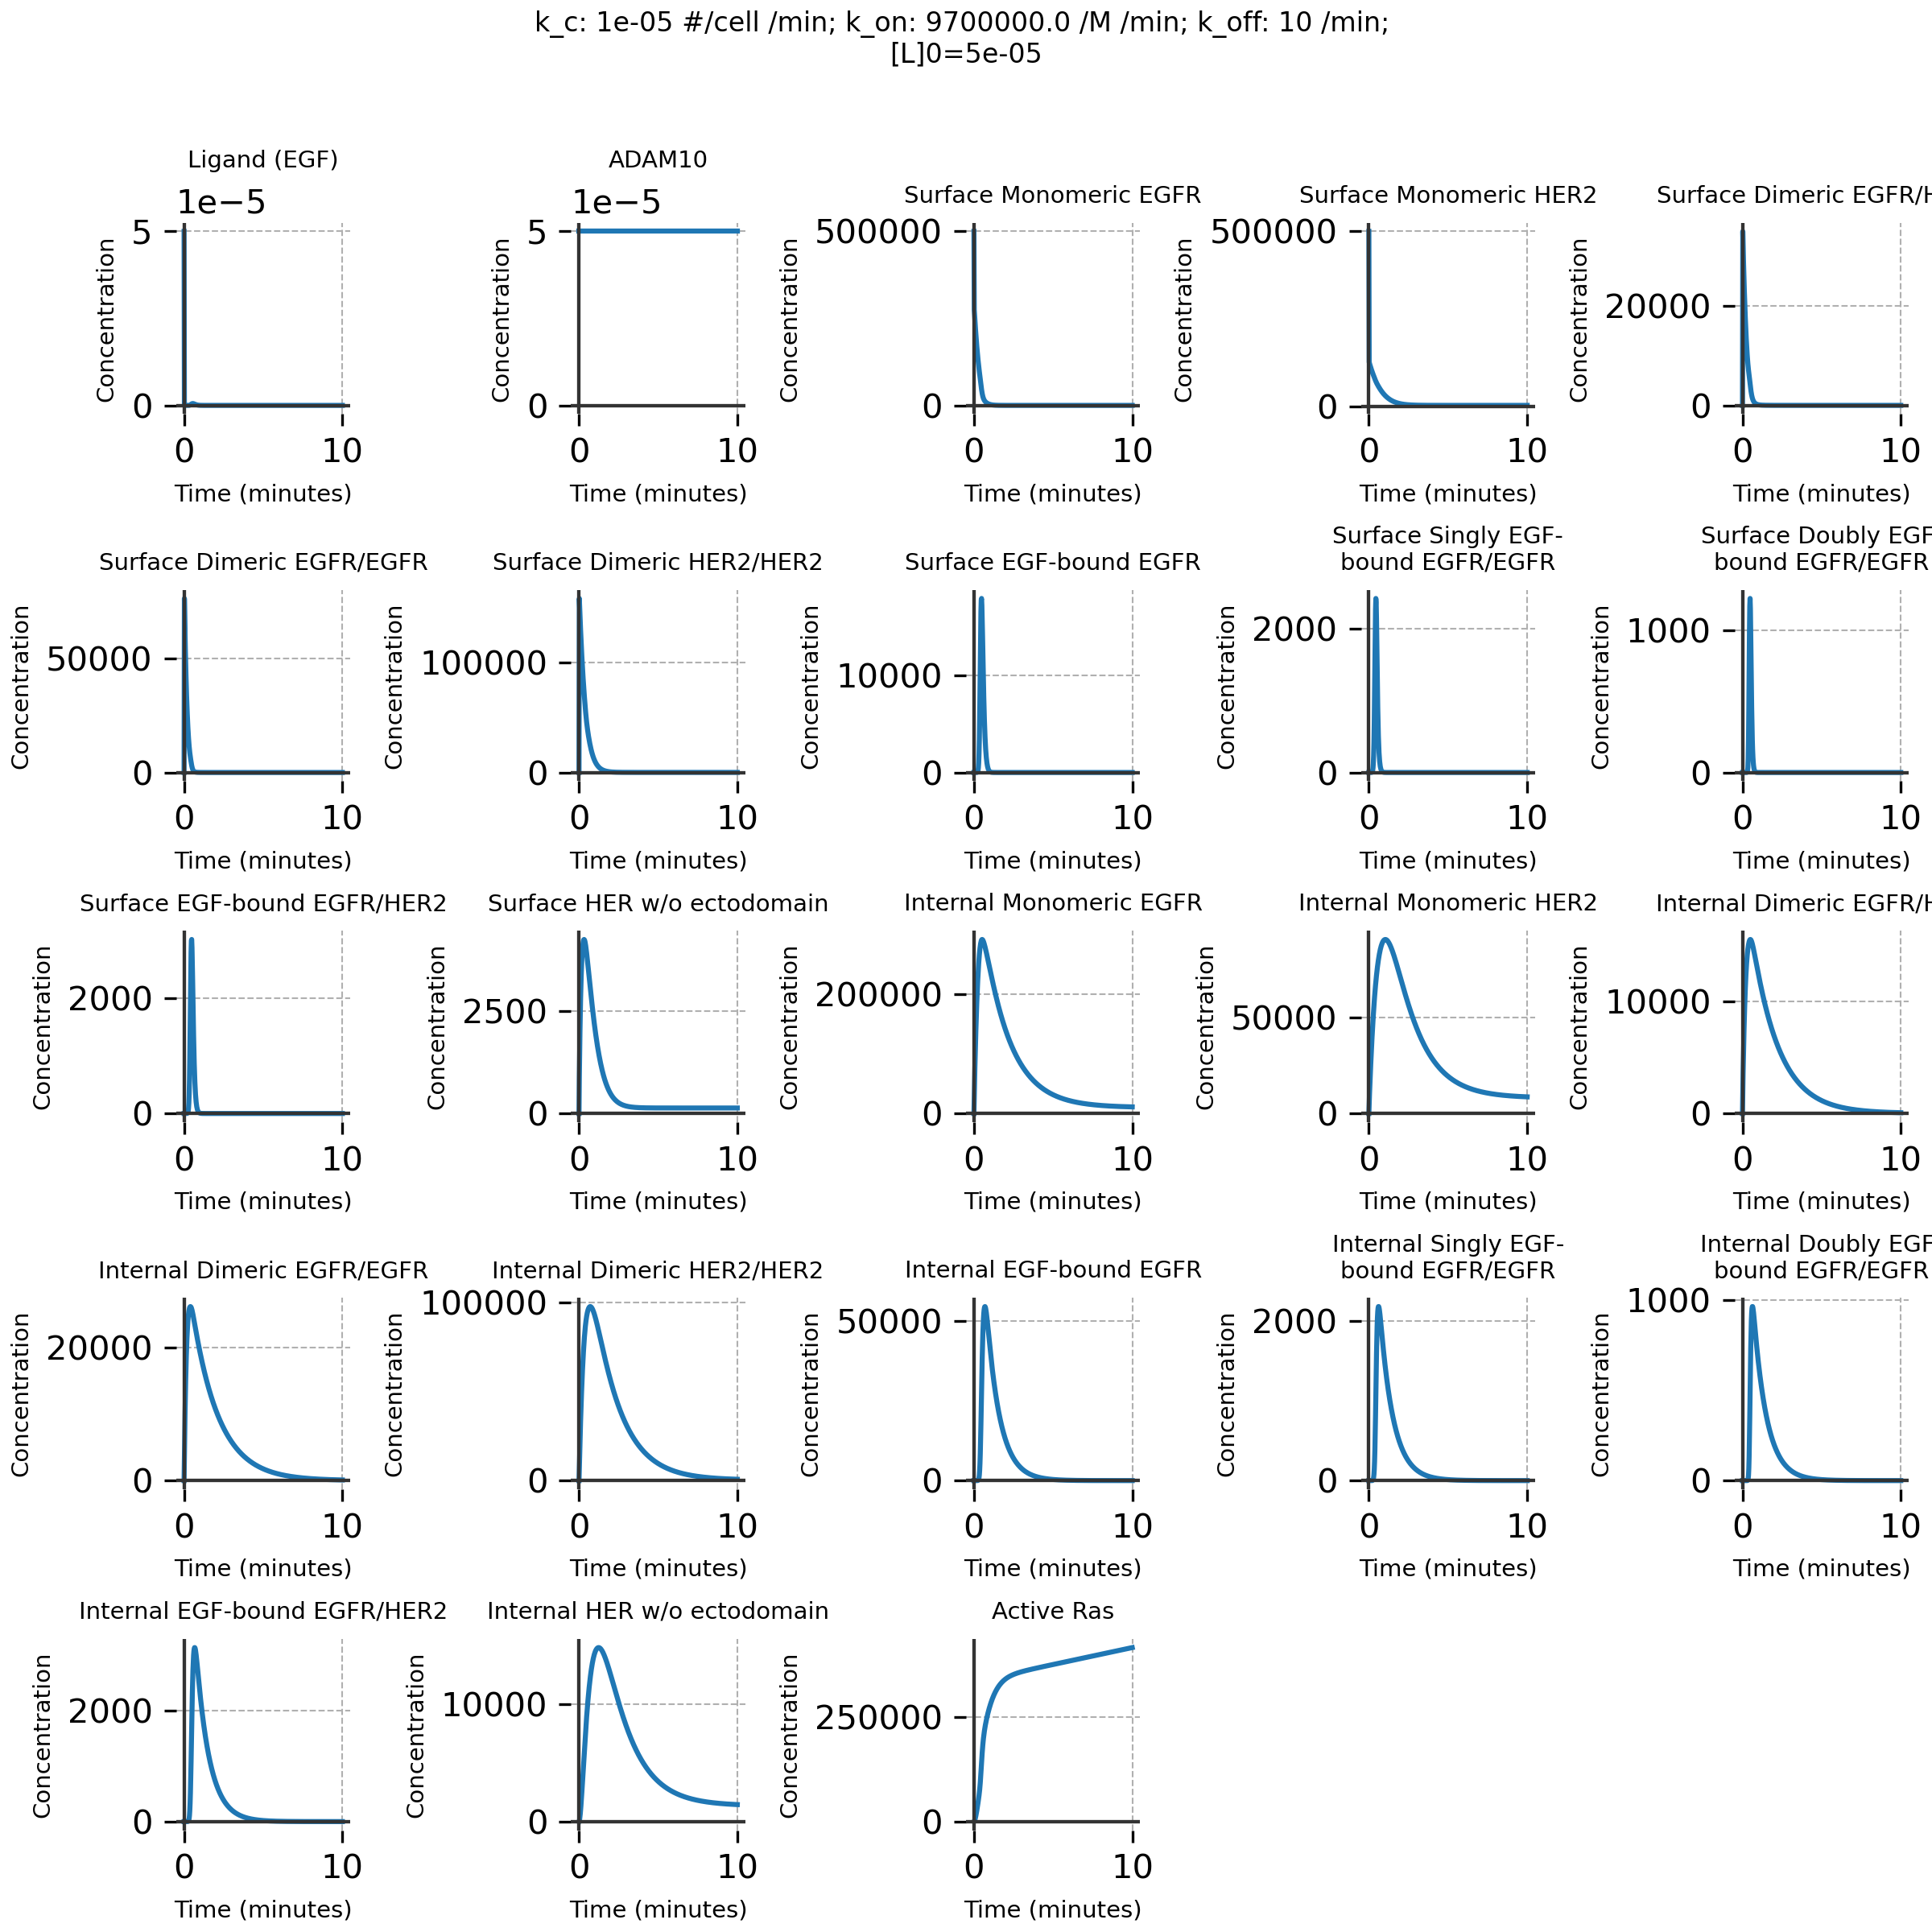 k_c: 1e-05 #/cell /min; k_on: 9700000.0 /M /min; k_off: 10 /min;
[L]0=5e-05
Ligand (EGF)
1e−5
Concentration
5
0
0
10
Time (minutes)
ADAM10
1e−5
Concentration
5
0
0
10
Time (minutes)
Surface Monomeric EGFR
Concentration
500000
0
0
10
Time (minutes)
Surface Monomeric HER2
Concentration
500000
0
0
10
Time (minutes)
Surface Dimeric EGFR/H
Concentration
20000
0
0
10
Time (minutes)
Surface Dimeric EGFR/EGFR
Concentration
50000
0
0
10
Time (minutes)
Surface Dimeric HER2/HER2
Concentration
100000
0
0
10
Time (minutes)
Surface EGF-bound EGFR
Concentration
10000
0
0
10
Time (minutes)
Surface Singly EGF-
bound EGFR/EGFR
Concentration
2000
0
0
10
Time (minutes)
Surface Doubly EGF
bound EGFR/EGFR
Concentration
1000
0
0
10
Time (minutes)
Surface EGF-bound EGFR/HER2
Concentration
2000
0
0
10
Time (minutes)
Surface HER w/o ectodomain
Concentration
2500
0
0
10
Time (minutes)
Internal Monomeric EGFR
Concentration
200000
0
0
10
Time (minutes)
Internal Monomeric HER2
Concentration
50000
0
0
10
Time (minutes)
Internal Dimeric EGFR/H
Concentration
10000
0
0
10
Time (minutes)
Internal Dimeric EGFR/EGFR
Concentration
20000
0
0
10
Time (minutes)
Internal Dimeric HER2/HER2
Concentration
100000
0
0
10
Time (minutes)
Internal EGF-bound EGFR
Concentration
50000
0
0
10
Time (minutes)
Internal Singly EGF-
bound EGFR/EGFR
Concentration
2000
0
0
10
Time (minutes)
Internal Doubly EGF
bound EGFR/EGFR
Concentration
1000
0
0
10
Time (minutes)
Internal EGF-bound EGFR/HER2
Concentration
2000
0
0
10
Time (minutes)
Internal HER w/o ectodomain
Concentration
10000
0
0
10
Time (minutes)
Active Ras
Concentration
250000
0
0
10
Time (minutes)